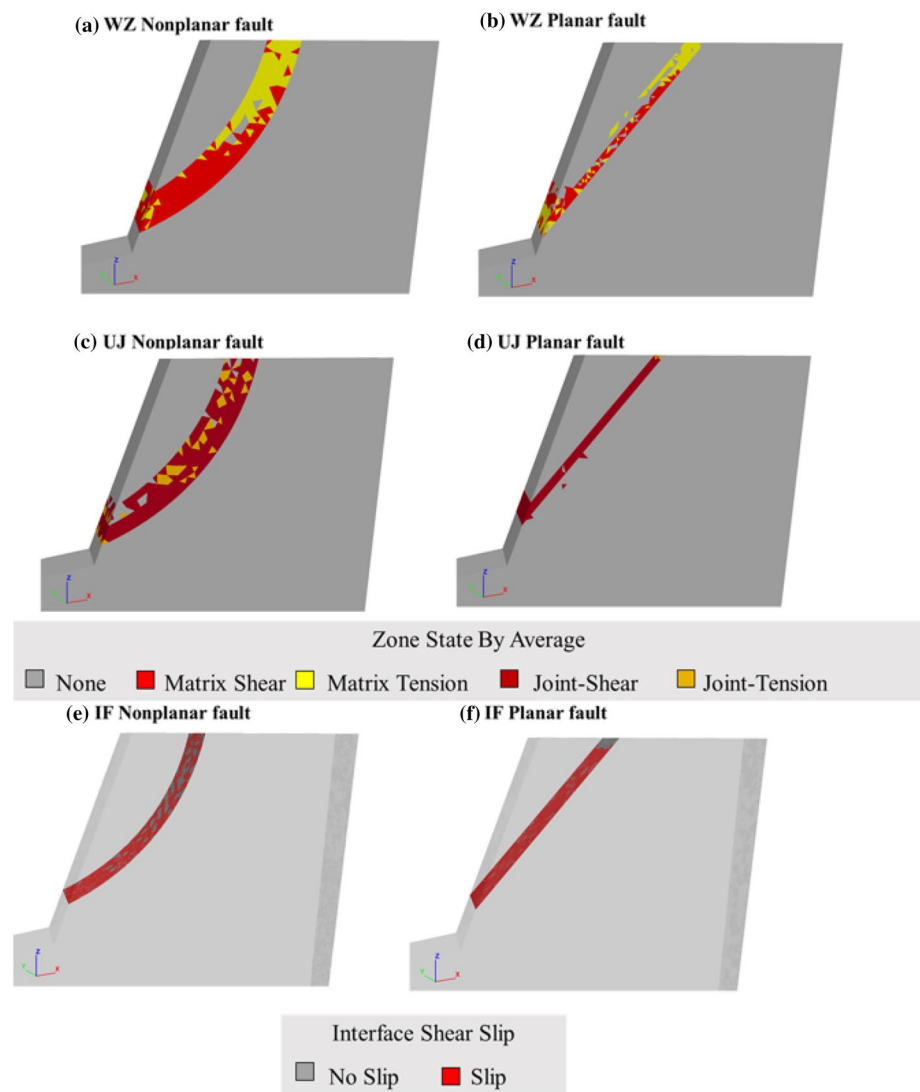 (a) WZ Nonplanar fault
(b) WZ Planar fault
z
Y
x
z
Y
x
(c) UJ Nonplanar fault
(d) UJ Planar fault
z
Y
x
z
Y
x
Zone State By Average
None Matrix Shear Matrix Tension Joint-Shear Joint-Tension
(e) IF Nonplanar fault
(f) IF Planar fault
z
Y
x
z
Y
x
Interface Shear Slip
No Slip Slip